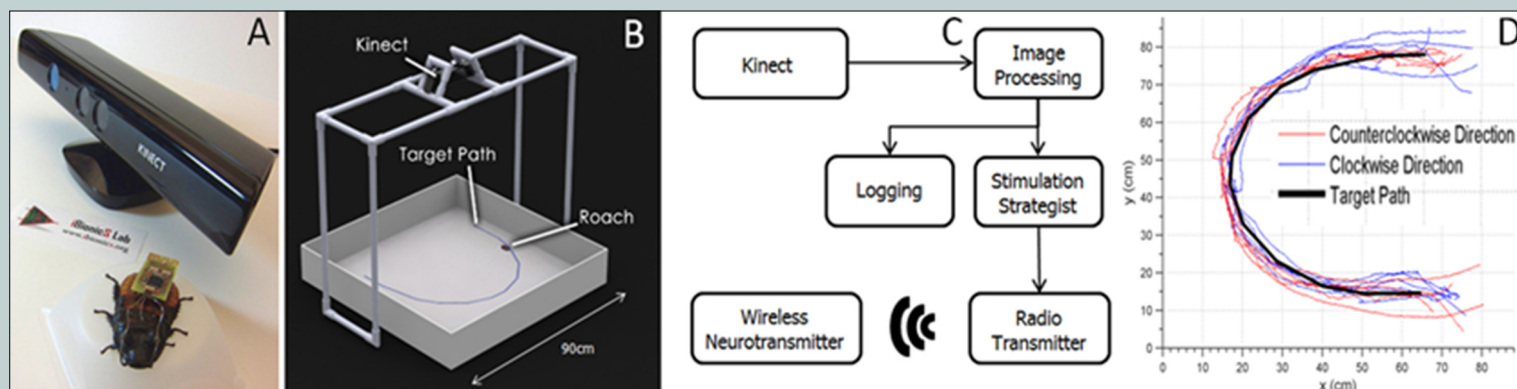 A
KINECT
iBionicS Lab
www.ibionics.org
B
Kinect
Target Path
Roach
90cm
C
Kinect
Image
Processing
Logging
Stimulation
Strategist
Wireless
Neurotransmitter
Radio
Transmitter
D
y (cm)
80
70
60
50
40
30
20
10
0
Counterclockwise Direction
Clockwise Direction
Target Path
0 10 20 30 40 50 60 70 80
x (cm)